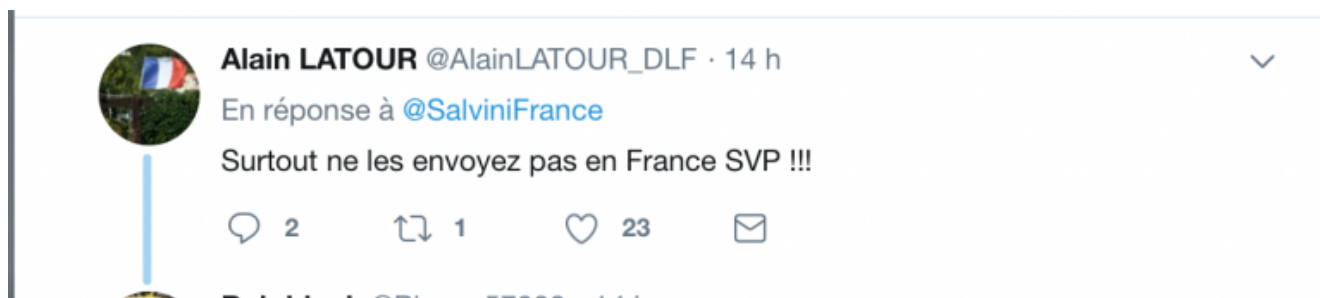 Alain LATOUR @AlainLATOUR_DLF · 14 h
En réponse à @SalviniFrance
Surtout ne les envoyez pas en France SVP !!!
2 1 23